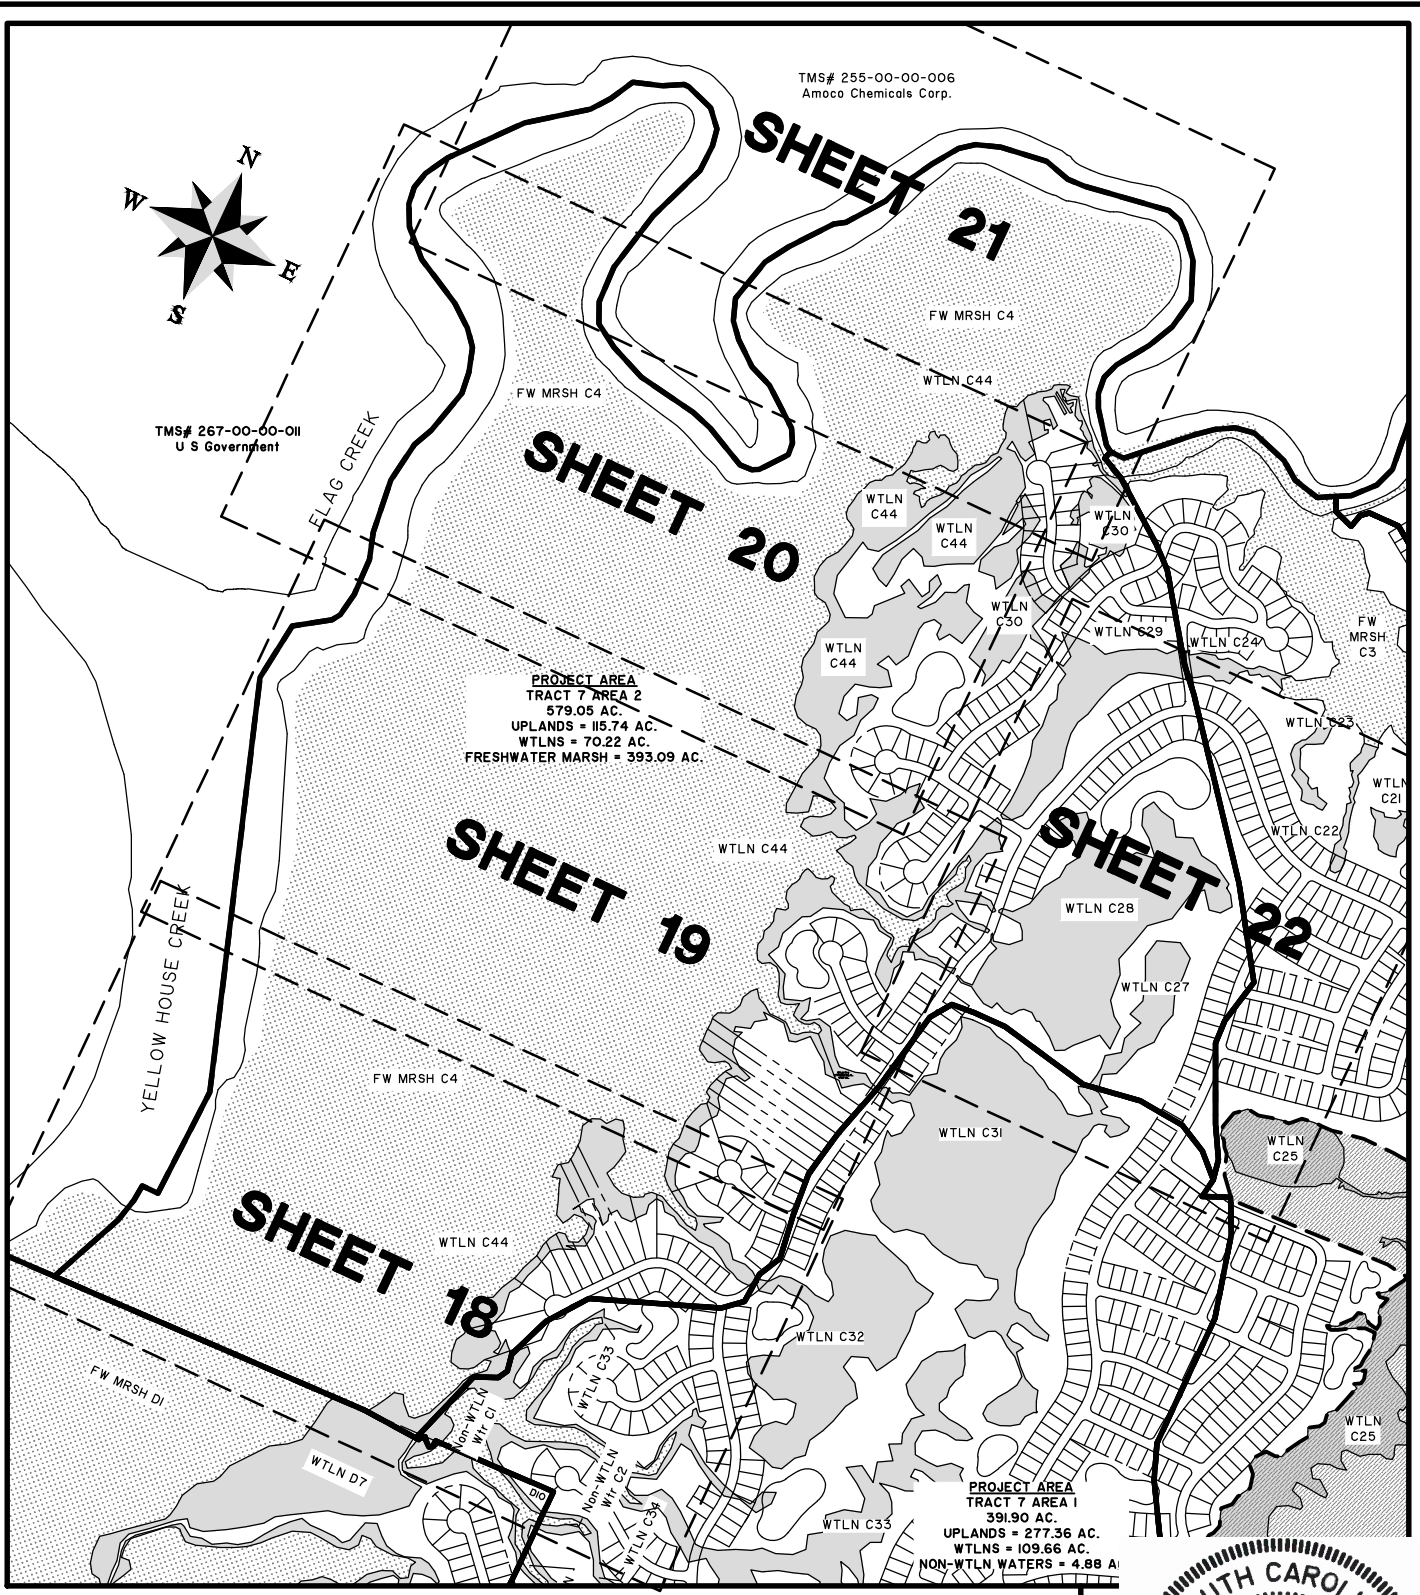 TMS# 255-00-00-006
Amoco Chemicals Corp.
SHEET 21
N
W
E
S
FW MRSH C4
WTLN C44
FW MRSH C4
TMS# 267-00-00-011
U S Government
FLAG CREEK
SHEET 20
WTLN
C44
WTLN
C44
WTLN
C30
WTLN
C30
WTLN C29
WTLN C24
FW
MRSH
C3
WTLN
C44
PROJECT AREA
TRACT 7 AREA 2
579.05 AC.
UPLANDS = 115.74 AC.
WTLNS = 70.22 AC.
FRESHWATER MARSH = 393.09 AC.
WTLN C23
WTLN
C21
WTLN C22
SHEET 22
SHEET 19
WTLN C44
WTLN C28
WTLN C27
YELLOW HOUSE CREEK
FW MRSH C4
WTLN C31
WTLN
C25
SHEET 18
WTLN C44
WTLN C32
FW MRSH D1
WTLN C33
Non-WTLN
Wtr C1
WTLN
C25
WTLN D7
Non-WTLN
Wtr C2
D10
WTLN C34
WTLN C33
PROJECT AREA
TRACT 7 AREA 1
391.90 AC.
UPLANDS = 277.36 AC.
WTLNS = 109.66 AC.
NON-WTLN WATERS = 4.88 A
UTH CAROL